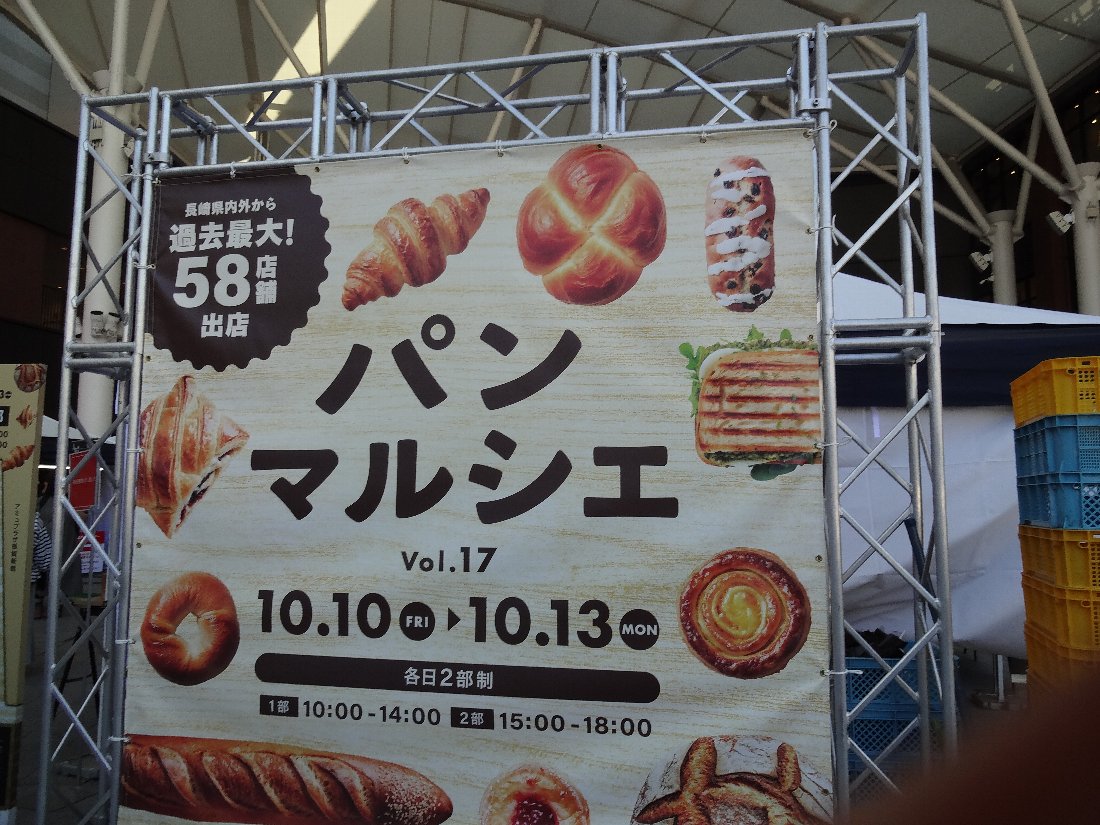 長崎県内外から
過去最大!
58店舗
出店
パン
マルシェ
Vol.17
10.10 FRI ▶ 10.13 MON
各日2部制
1部 10:00-14:00 2部 15:00-18:00